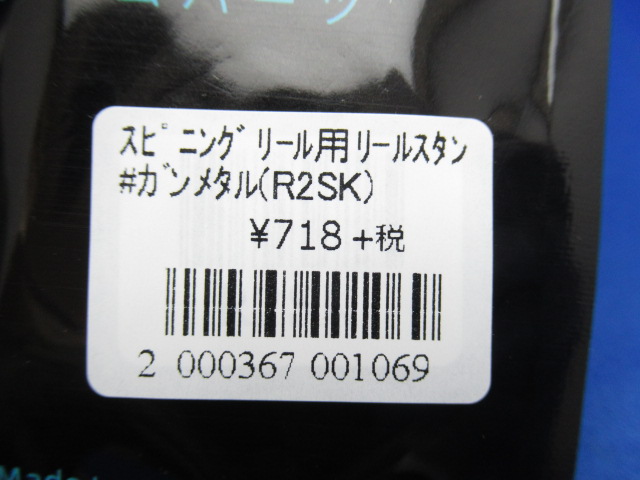 スピニングリール用リールスタン
#ガンメタル(R2SK)
¥718+税
2 000367 001069
Made